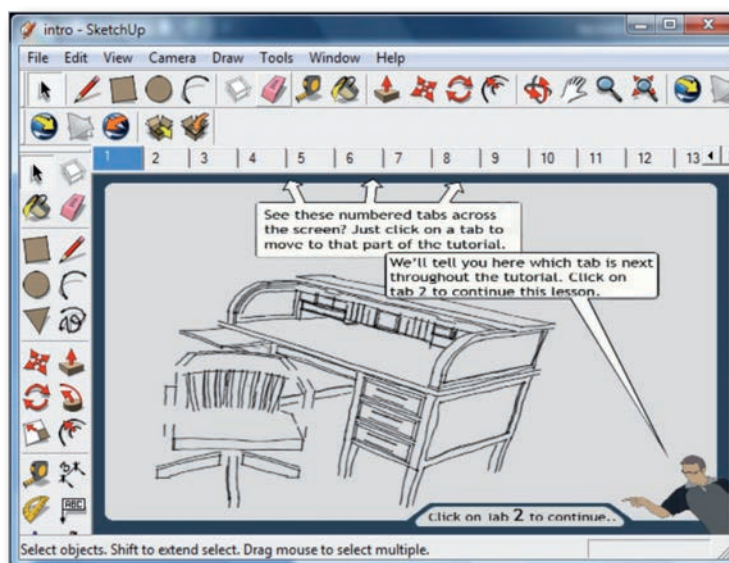 intro - SketchUp
File Edit View Camera Draw Tools Window Help
1 2 3 4 5 6 7 8 9 10 11 12 13
See these numbered tabs across
the screen? Just click on a tab to
move to that part of the tutorial.
We'll tell you here which tab is next
throughout the tutorial. Click on
tab 2 to continue this lesson.
ABC
Click on Tab 2 to continue..
Select objects. Shift to extend select. Drag mouse to select multiple.